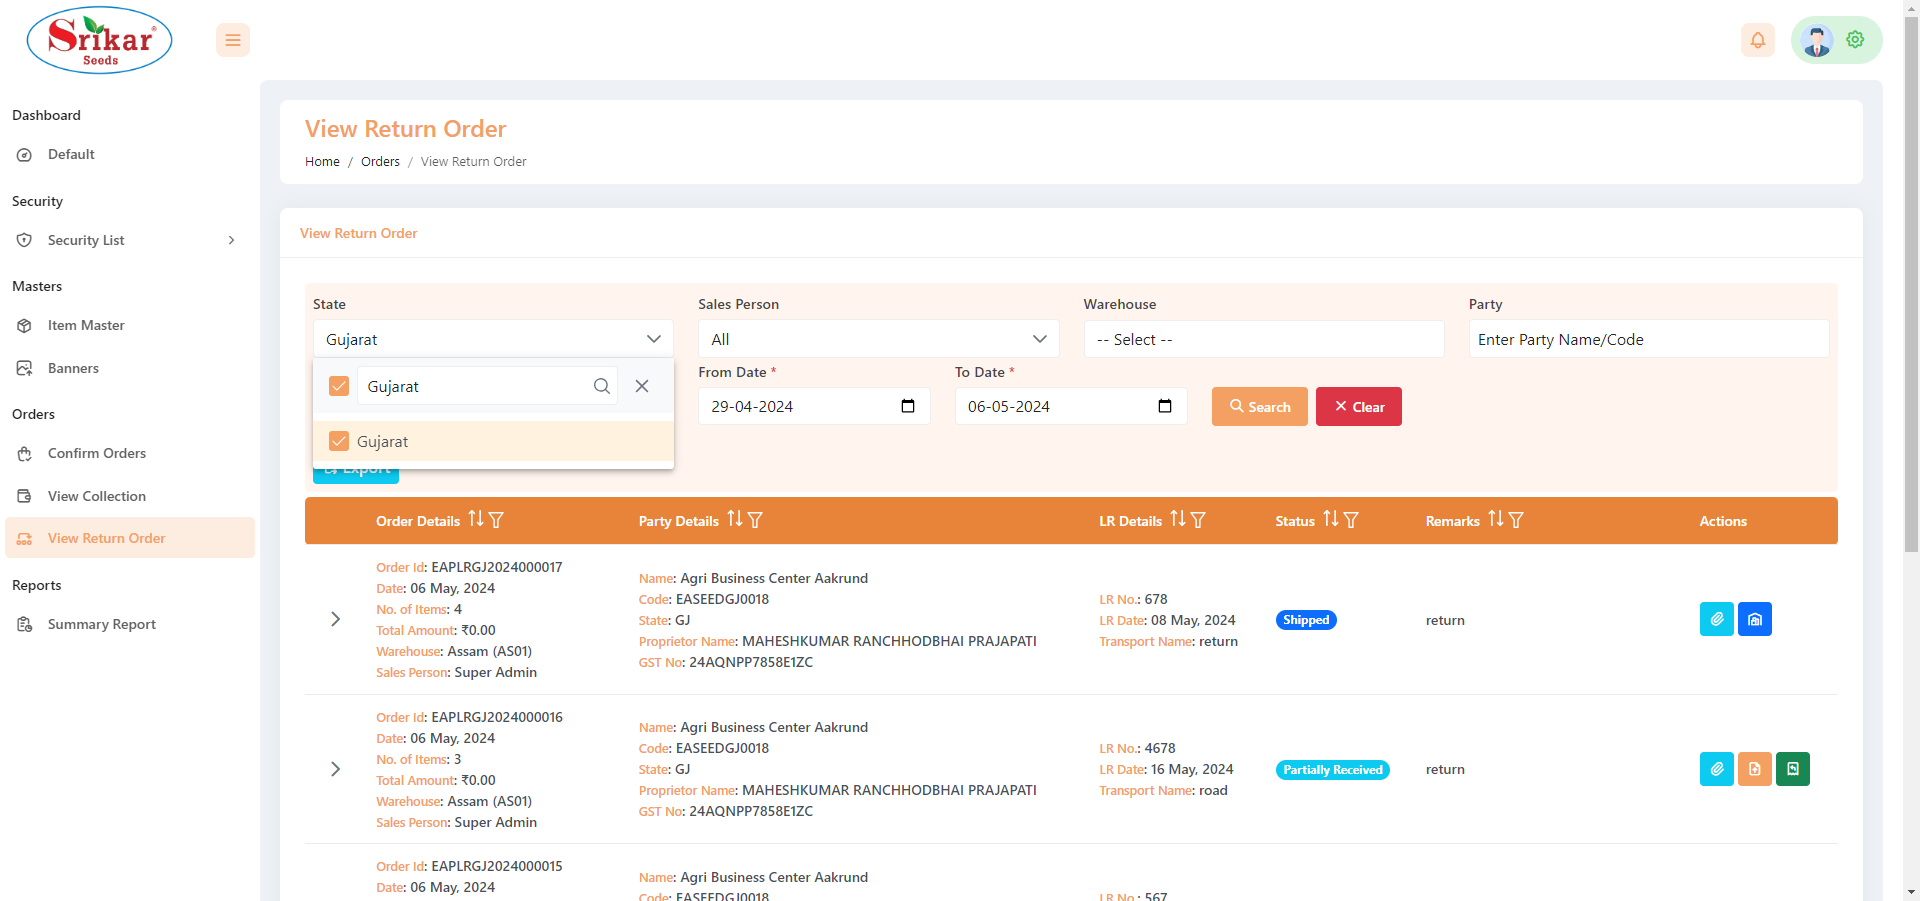 Srikar
Seeds
Dashboard
Default
Security
Security List
Masters
Item Master
Banners
Orders
Confirm Orders
View Collection
View Return Order
Reports
Summary Report
View Return Order
Home / Orders / View Return Order
View Return Order
State
Gujarat
Gujarat
Gujarat
Sales Person
All
Warehouse
-- Select --
Party
Enter Party Name/Code
From Date *
29-04-2024
To Date *
06-05-2024
Search
Clear
Export
Order Details
Party Details
LR Details
Status
Remarks
Actions
Order Id: EAPLRGJ2024000017
Date: 06 May, 2024
No. of Items: 4
Total Amount: ₹0.00
Warehouse: Assam (AS01)
Sales Person: Super Admin
Name: Agri Business Center Aakrund
Code: EASEEDGJ0018
State: GJ
Proprietor Name: MAHESHKUMAR RANCHHODBHAI PRAJAPATI
GST No: 24AQNPP7858E1ZC
LR No.: 678
LR Date: 08 May, 2024
Transport Name: return
Shipped
return
Order Id: EAPLRGJ2024000016
Date: 06 May, 2024
No. of Items: 3
Total Amount: ₹0.00
Warehouse: Assam (AS01)
Sales Person: Super Admin
Name: Agri Business Center Aakrund
Code: EASEEDGJ0018
State: GJ
Proprietor Name: MAHESHKUMAR RANCHHODBHAI PRAJAPATI
GST No: 24AQNPP7858E1ZC
LR No.: 4678
LR Date: 16 May, 2024
Transport Name: road
Partially Received
return
Order Id: EAPLRGJ2024000015
Date: 06 May, 2024
Name: Agri Business Center Aakrund
Code: EASEEDGJ0018
LR No.: 567